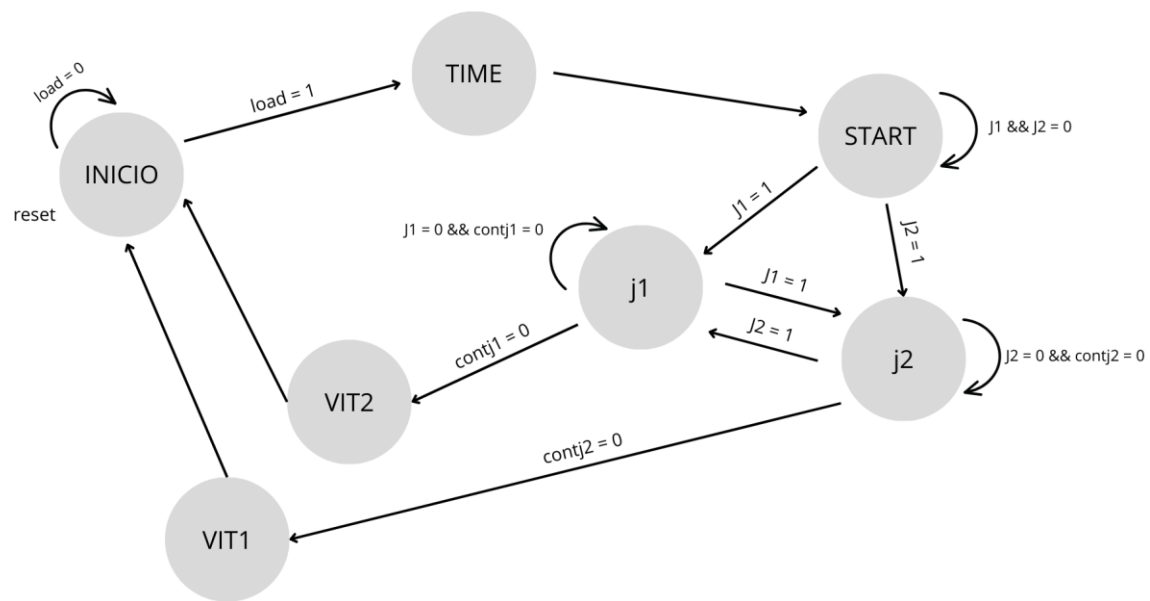 load = 0
INICIO
reset
load = 1
TIME
START
J1 && J2 = 0
J1 = 1
J2 = 1
J1 = 0 && contj1 = 0
j1
J1 = 1
J2 = 1
j2
J2 = 0 && contj2 = 0
contj1 = 0
VIT2
contj2 = 0
VIT1